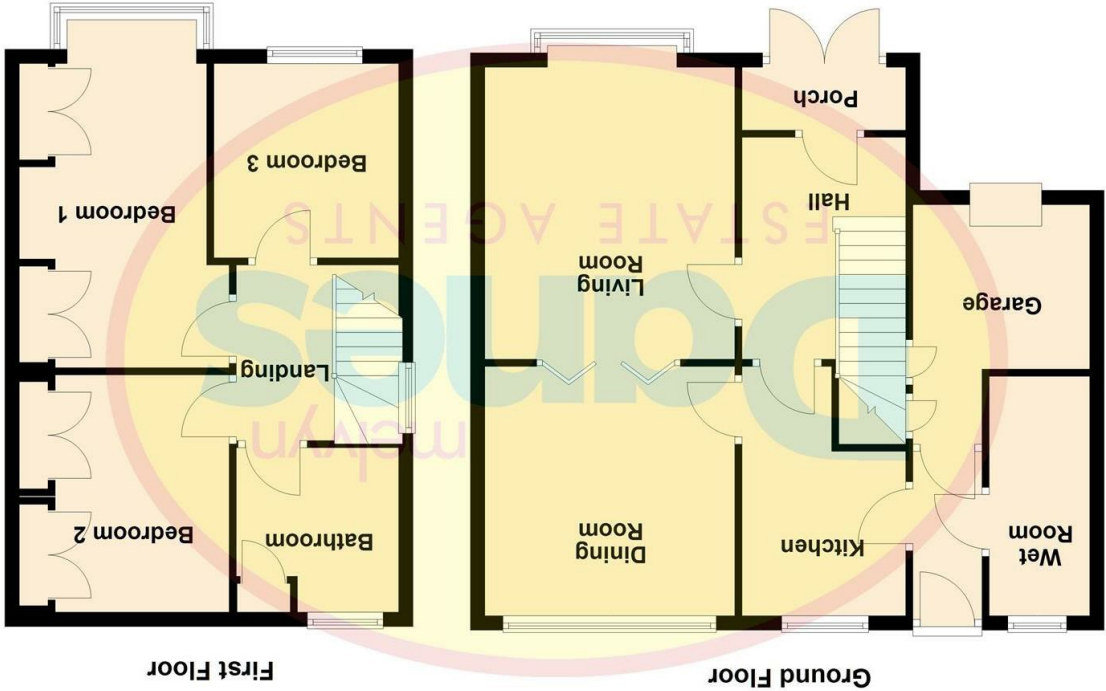 Ground Floor
First Floor
Wet
Room
Kitchen
Dining
Room
Bathroom
Bedroom 2
melvyn
Danes
ESTATE AGENTS
Landing
Garage
Living
Room
Hall
Bedroom 1
Bedroom 3
Porch